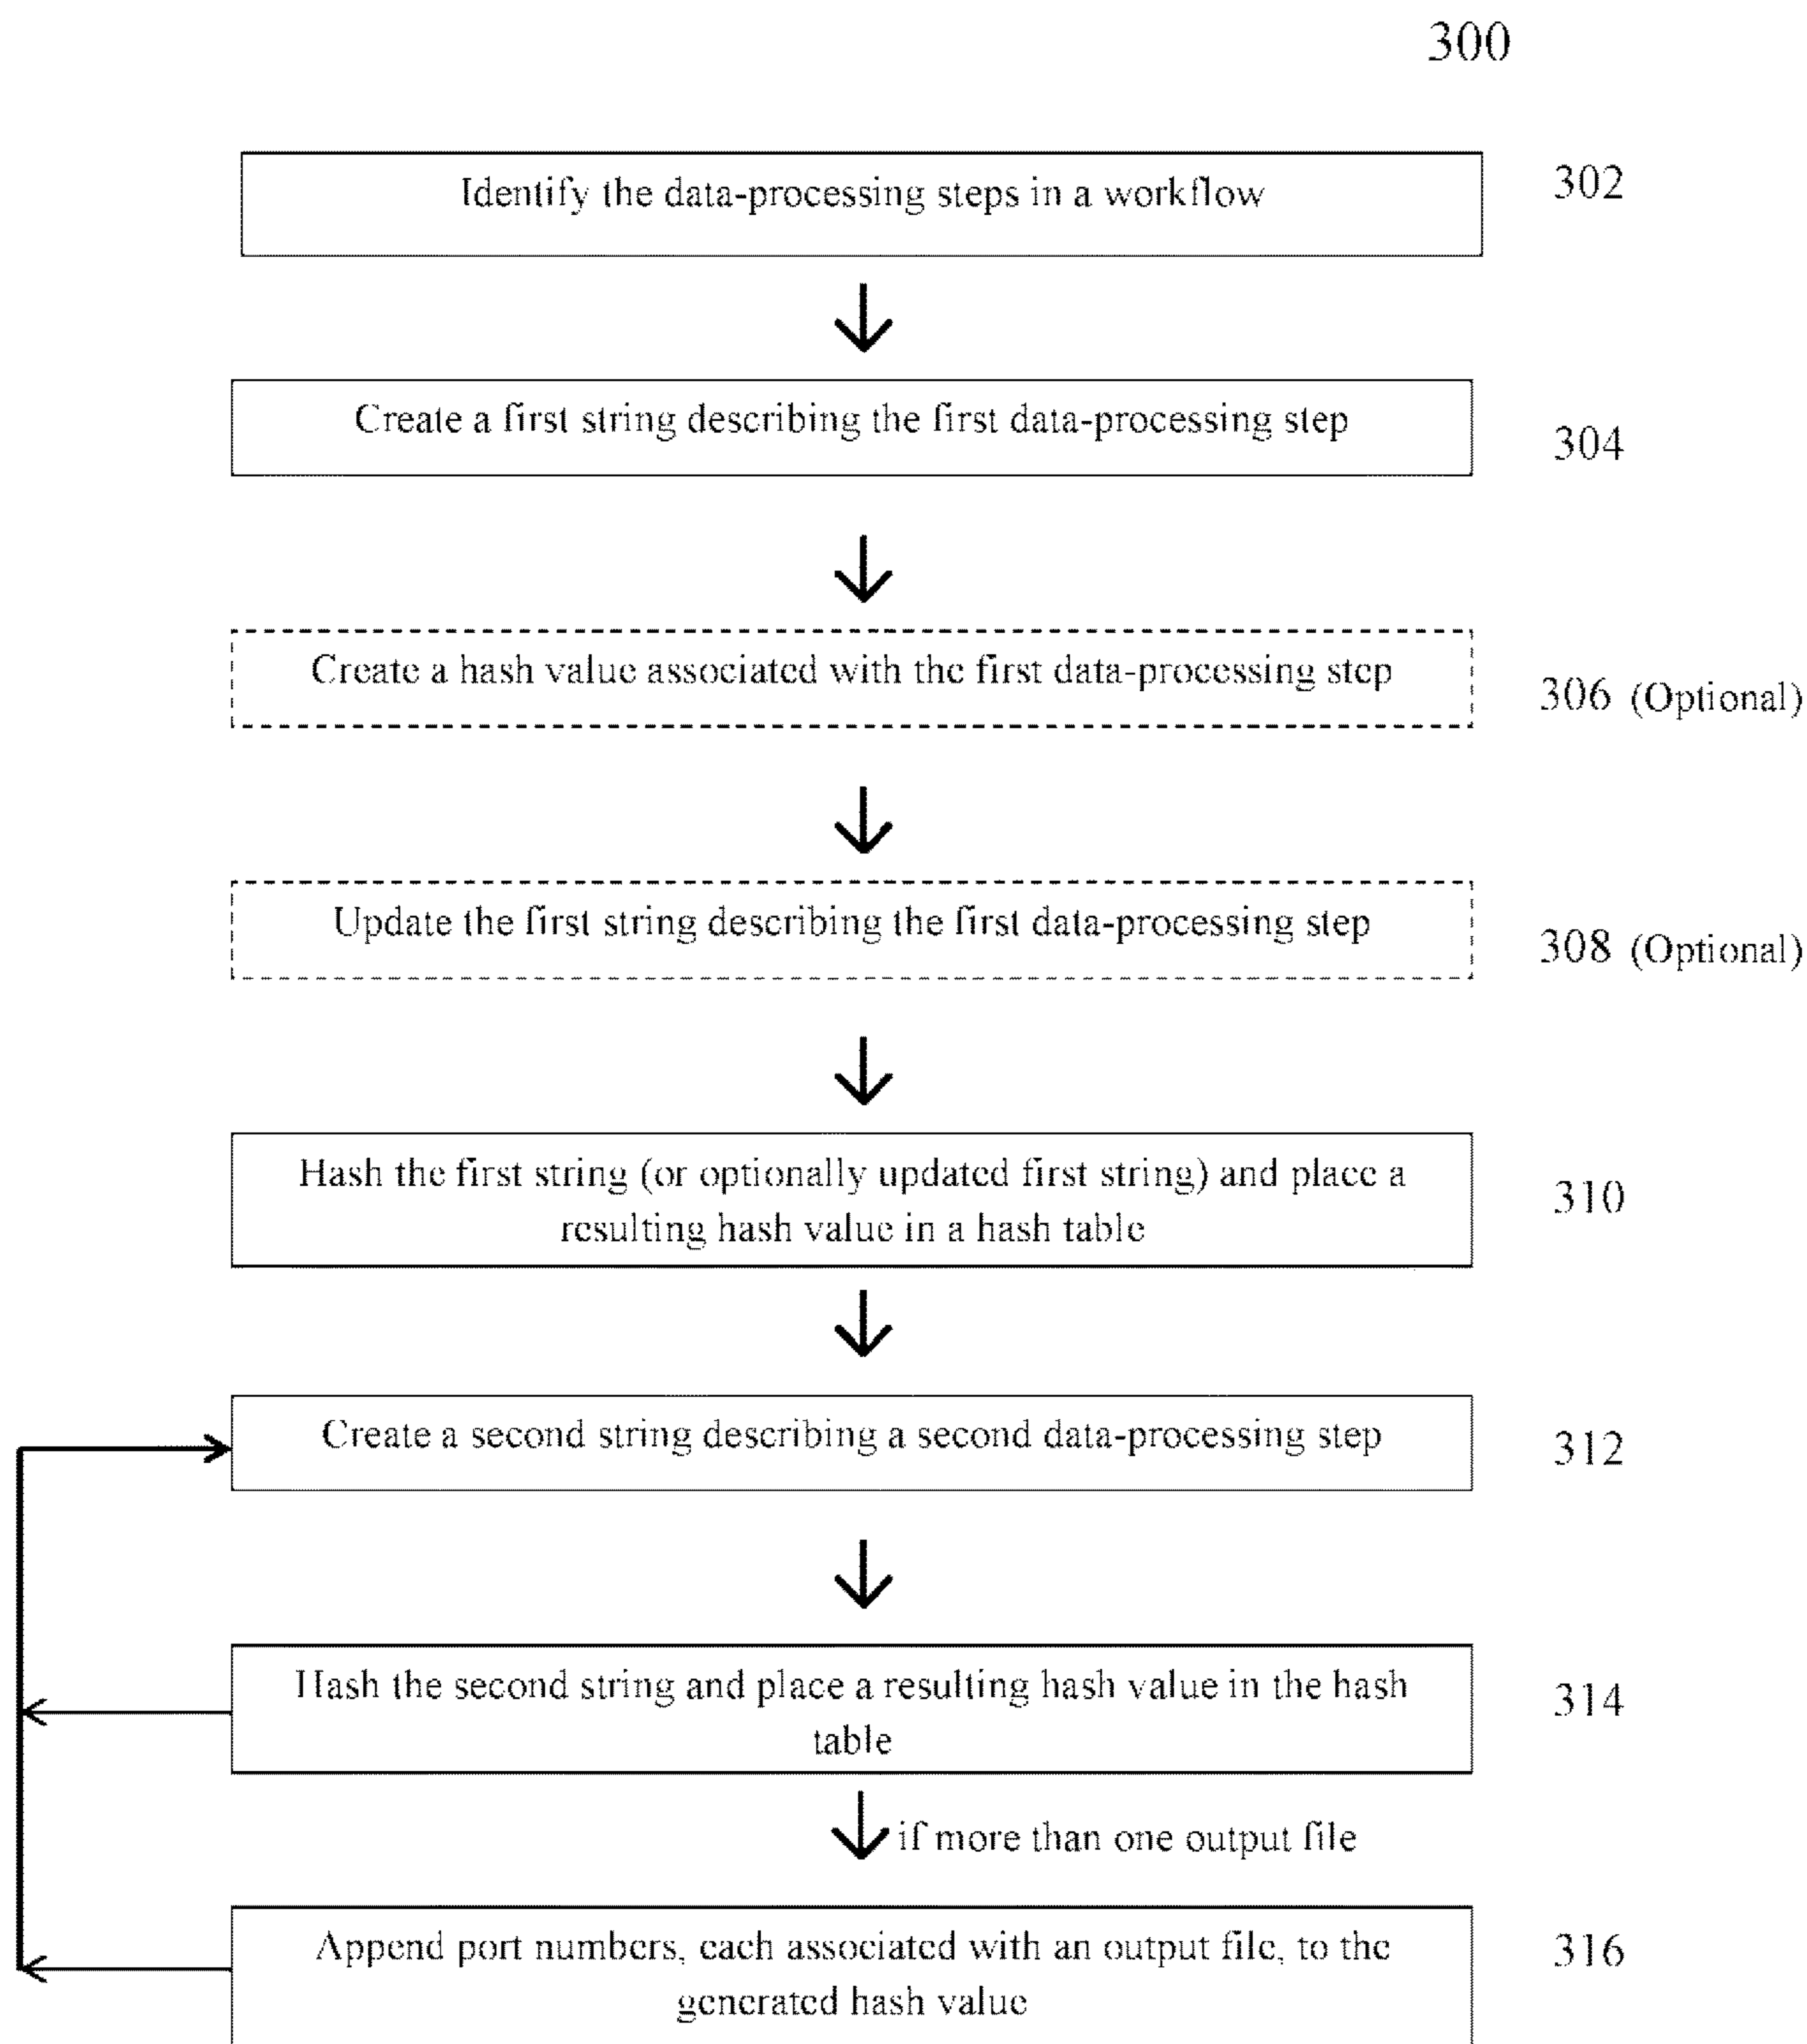 300
Identify the data-processing steps in a workflow
302
Create a first string describing the first data-processing step
304
Create a hash value associated with the first data-processing step
306 (Optional)
Update the first string describing the first data-processing step
308 (Optional)
Hash the first string (or optionally updated first string) and place a
resulting hash value in a hash table
310
Create a second string describing a second data-processing step
312
Hash the second string and place a resulting hash value in the hash
table
314
if more than one output file
Append port numbers, each associated with an output file, to the
generated hash value
316